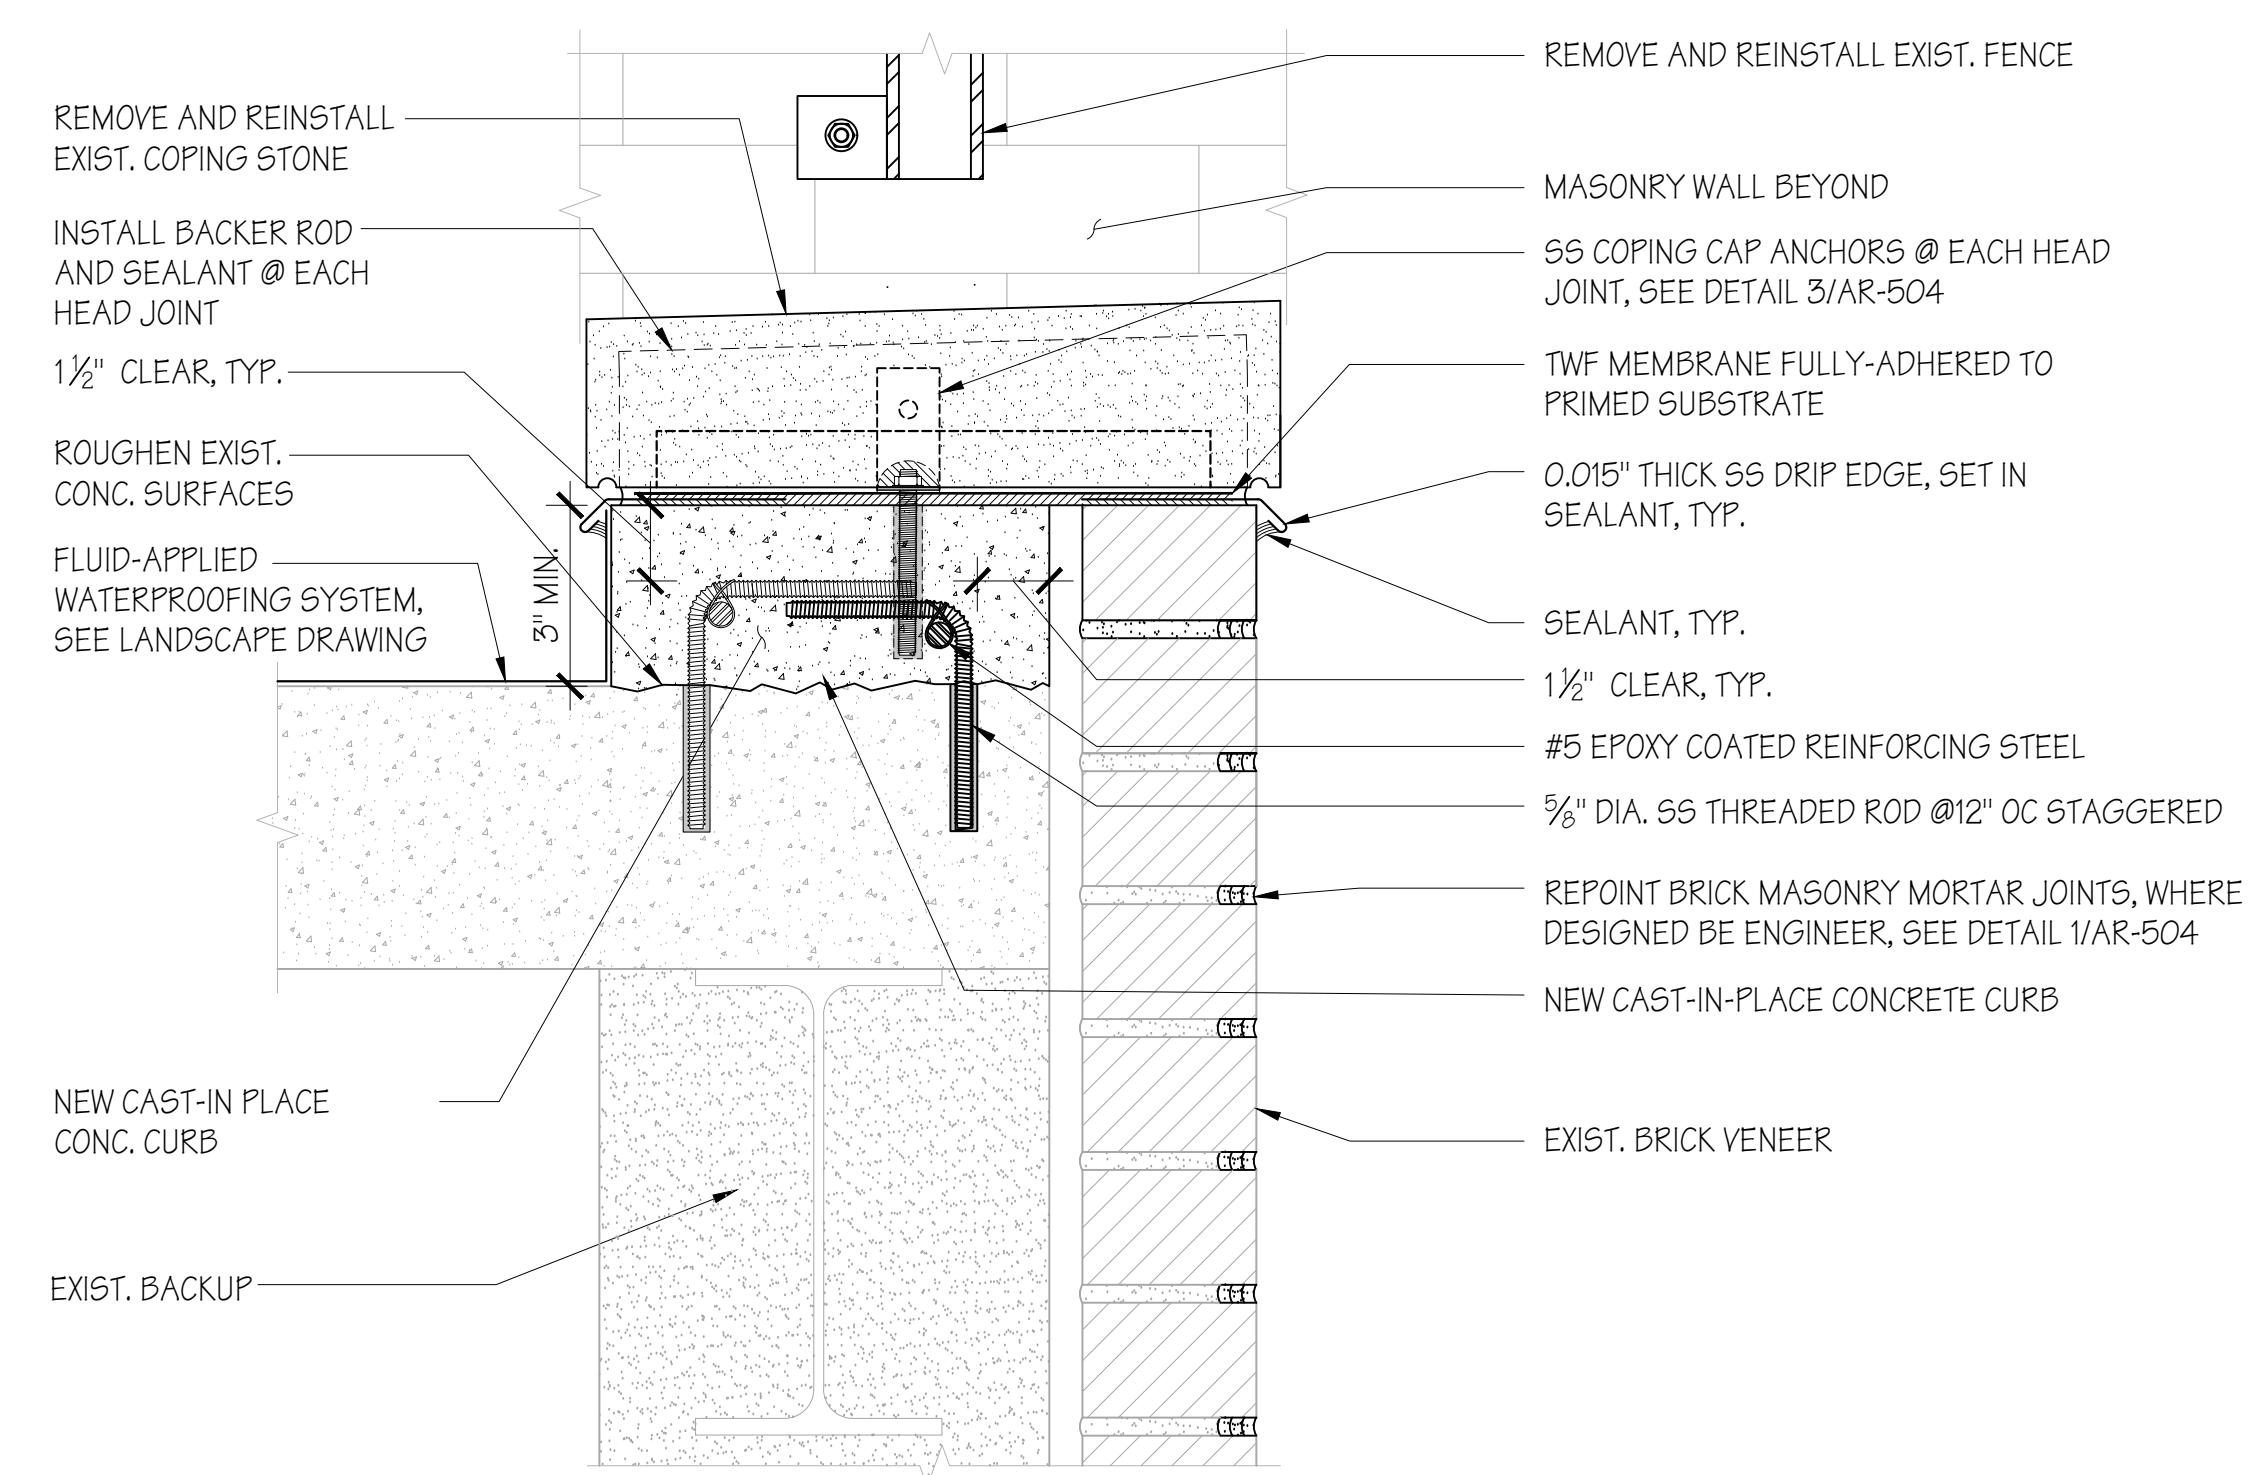 REMOVE AND REINSTALL
EXIST. COPING STONE
INSTALL BACKER ROD
AND SEALANT @ EACH
HEAD JOINT
1 1/2" CLEAR, TYP.
ROUGHEN EXIST.
CONC. SURFACES
FLUID-APPLIED
WATERPROOFING SYSTEM,
SEE LANDSCAPE DRAWING
3" MIN.
NEW CAST-IN PLACE
CONC. CURB
EXIST. BACKUP
REMOVE AND REINSTALL EXIST. FENCE
MASONRY WALL BEYOND
SS COPING CAP ANCHORS @ EACH HEAD
JOINT, SEE DETAIL 3/AR-504
TWF MEMBRANE FULLY-ADHERED TO
PRIMED SUBSTRATE
0.015" THICK SS DRIP EDGE, SET IN
SEALANT, TYP.
SEALANT, TYP.
1 1/2" CLEAR, TYP.
#5 EPOXY COATED REINFORCING STEEL
5/8" DIA. SS THREADED ROD @12" OC STAGGERED
REPOINT BRICK MASONRY MORTAR JOINTS, WHERE
DESIGNED BE ENGINEER, SEE DETAIL 1/AR-504
NEW CAST-IN-PLACE CONCRETE CURB
EXIST. BRICK VENEER